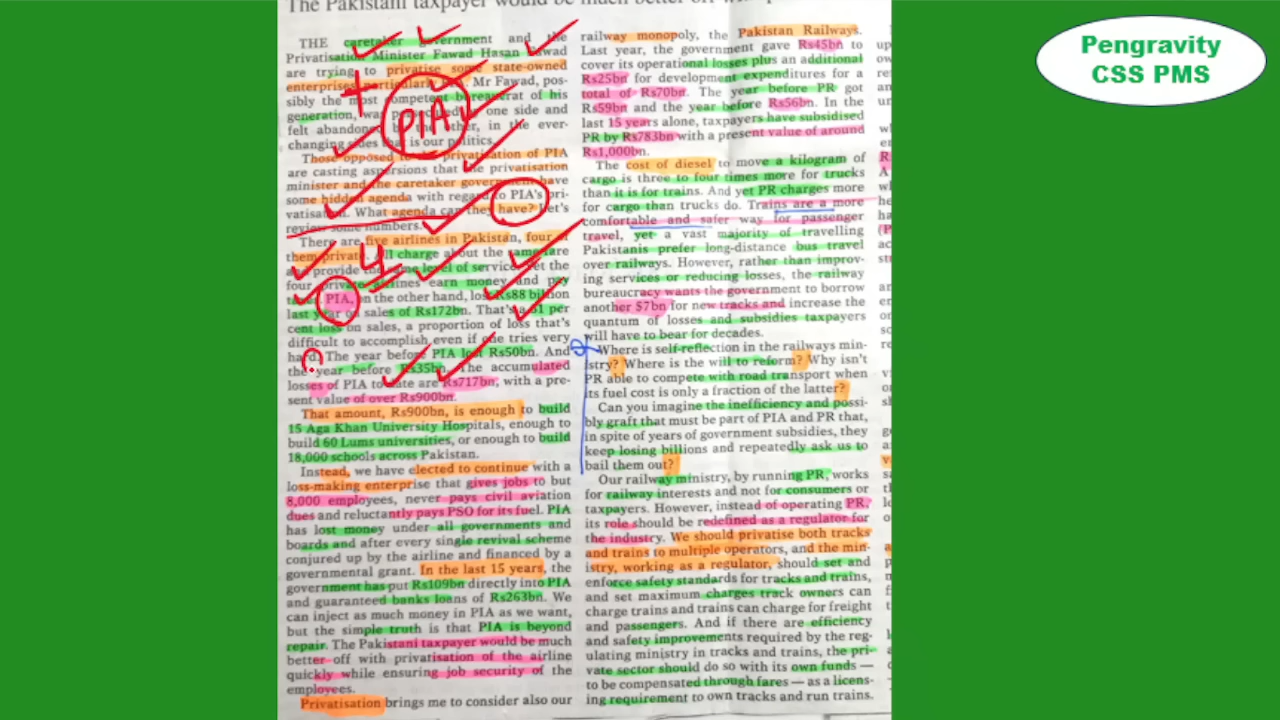 The Pakistani taxpayer would be much better off
THE caretaker government and the
Privatisation Minister Fawad Hasan Fawad
are trying to privatise some state-owned
enterprises Mr Fawad, pos-
sibly the most competent bureaucrat of his
generation, was one side and
felt abandoned in the ever-
changing sides that is our politics.
Those opposed to the privatisation of PIA
are casting aspersions that the privatisation
minister and the caretaker government have
some hidden agenda with regard to PIA's pri-
vatisation. What agenda can they have? Let's
review some numbers.
There are five airlines in Pakistan, four of
them private. All charge about the same fare
provide the same level of service. Yet the
four private airlines earn money and pay
PIA, on the other hand, lost Rs88 billion
last year on sales of Rs172bn. That's a 51 per
cent loss on sales, a proportion of loss that's
difficult to accomplish even if one tries very
hard. The year before PIA lost Rs50bn. And
the year before Rs35bn. The accumulated
losses of PIA to date are Rs717bn, with a pre-
sent value of over Rs900bn.
That amount, Rs900bn, is enough to build
15 Aga Khan University Hospitals, enough to
build 60 Lums universities, or enough to build
18,000 schools across Pakistan.
Instead, we have elected to continue with a
loss-making enterprise that gives jobs to but
8,000 employees, never pays civil aviation
dues and reluctantly pays PSO for its fuel. PIA
has lost money under all governments and
boards and after every single revival scheme
conjured up by the airline and financed by a
governmental grant. In the last 15 years, the
government has put Rs109bn directly into PIA
and guaranteed banks loans of Rs263bn. We
can inject as much money in PIA as we want,
but the simple truth is that PIA is beyond
repair. The Pakistani taxpayer would be much
better off with privatisation of the airline
quickly while ensuring job security of the
employees.
Privatisation brings me to consider also our
railway monopoly, the Pakistan Railways.
Last year, the government gave Rs45bn to
cover its operational losses plus an additional
Rs25bn for development expenditures for a
total of Rs70bn. The year before PR got
Rs59bn and the year before Rs56bn. In the
last 15 years alone, taxpayers have subsidised
PR by Rs783bn with a present value of around
Rs1,000bn.
The cost of diesel to move a kilogram of
cargo is three to four times more for trucks
than it is for trains. And yet PR charges more
for cargo than trucks do. Trains are a more
comfortable and safer way for passenger
travel, yet a vast majority of travelling
Pakistanis prefer long-distance bus travel
over railways. However, rather than improv-
ing services or reducing losses, the railway
bureaucracy wants the government to borrow
another $7bn for new tracks and increase the
quantum of losses and subsidies taxpayers
will have to bear for decades.
Where is self-reflection in the railways min-
istry? Where is the will to reform? Why isn't
PR able to compete with road transport when
its fuel cost is only a fraction of the latter?
Can you imagine the inefficiency and possi-
bly graft that must be part of PIA and PR that,
in spite of years of government subsidies, they
keep losing billions and repeatedly ask us to
bail them out?
Our railway ministry, by running PR, works
for railway interests and not for consumers or
taxpayers. However, instead of operating PR,
its role should be redefined as a regulator for
the industry. We should privatise both tracks
and trains to multiple operators, and the min-
istry, working as a regulator, should set and
enforce safety standards for tracks and trains,
and set maximum charges track owners can
charge trains and trains can charge for freight
and passengers. And if there are efficiency
and safety improvements required by the reg-
ulating ministry in tracks and trains, the pri-
vate sector should do so with its own funds —
to be compensated through fares — as a licens-
ing requirement to own tracks and run trains.
PIA
Pengravity
CSS PMS